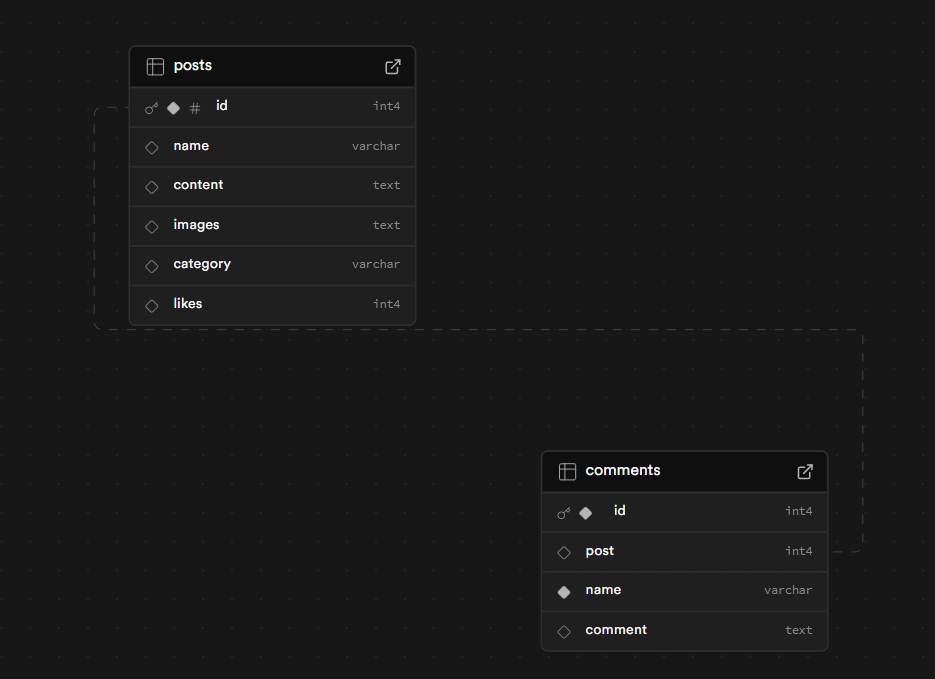 posts
# id int4
name varchar
content text
images text
category varchar
likes int4
comments
id int4
post int4
name varchar
comment text